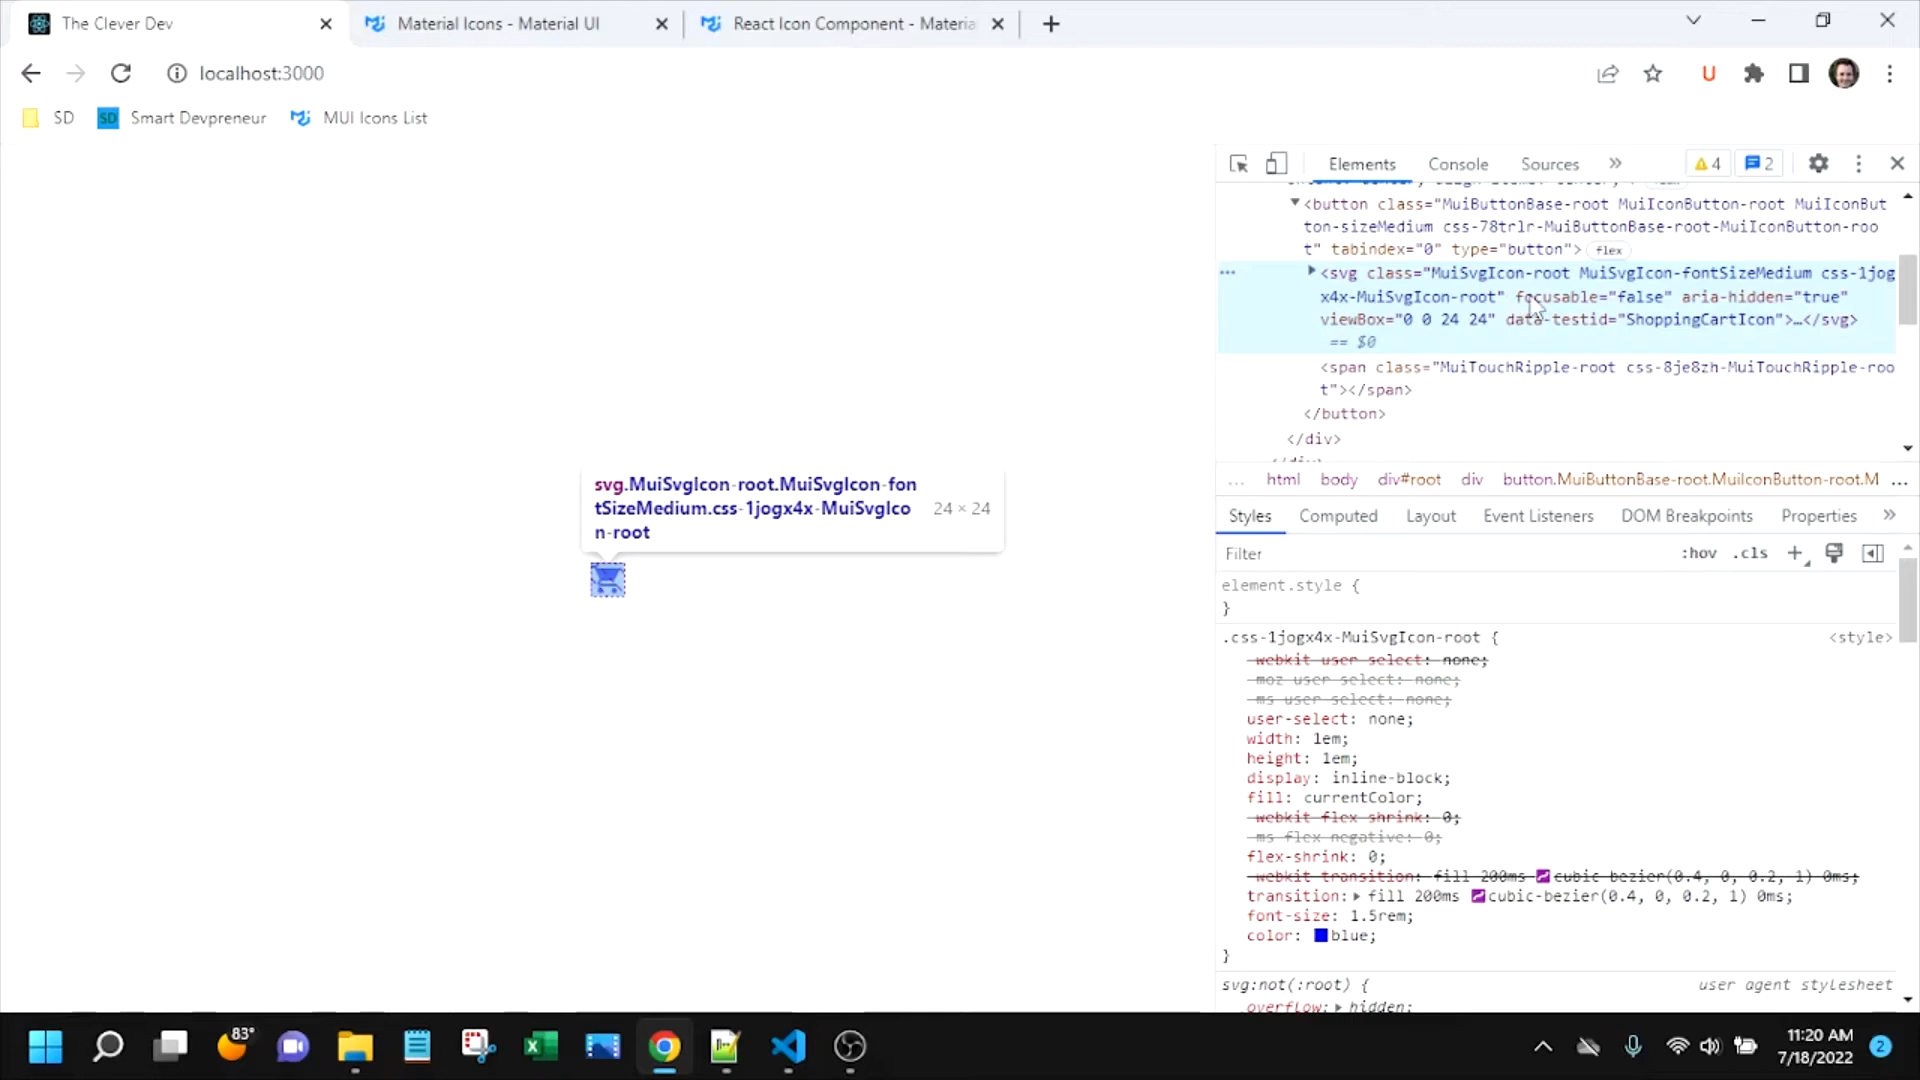 The Clever Dev
Material Icons - Material UI
React Icon Component - Materia
localhost:3000
U
SD
SD
Smart Devpreneur
MUI Icons List
Elements
Console
Sources
4
2
<button class="MuiButtonBase-root MuiIconButton-root MuiIconBut
ton-sizeMedium css-78trlr-MuiButtonBase-root-MuiIconButton-roo
t" tabindex="0" type="button"> flex
<svg class="MuiSvgIcon-root MuiSvgIcon-fontSizeMedium css-1jog
x4x-MuiSvgIcon-root" focusable="false" aria-hidden="true"
viewBox="0 0 24 24" data-testid="ShoppingCartIcon">…</svg>
== $0
<span class="MuiTouchRipple-root css-8je8zh-MuiTouchRipple-roo
t"></span>
</button>
</div>
svg.MuiSvgIcon-root.MuiSvgIcon-fon
tSizeMedium.css-1jogx4x-MuiSvgIco
n-root
24 × 24
... html body div#root div button.MuiButtonBase-root.MuiIconButton-root.M ...
Styles
Computed
Layout
Event Listeners
DOM Breakpoints
Properties
Filter
:hov
.cls
element.style {
}
.css-1jogx4x-MuiSvgIcon-root {
<style>
-webkit-user-select: none;
-moz-user-select: none;
-ms-user-select: none;
user-select: none;
width: 1em;
height: 1em;
display: inline-block;
fill: currentColor;
-webkit-flex-shrink: 0;
-ms-flex-negative: 0;
flex-shrink: 0;
-webkit-transition: fill 200ms cubic-bezier(0.4, 0, 0.2, 1) 0ms;
transition: fill 200ms cubic-bezier(0.4, 0, 0.2, 1) 0ms;
font-size: 1.5rem;
color: blue;
}
svg:not(:root) {
user agent stylesheet
overflow: hidden;
83°
11:20 AM
7/18/2022
2